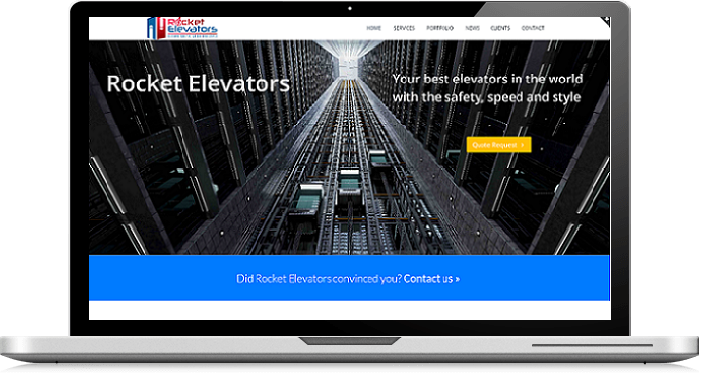 Rocket
Elevators
HOME SERVICES PORTFOLIO NEWS CLIENTS CONTACT
Rocket Elevators
Your best elevators in the world
with the safety, speed and style
Quote Request >
Did Rocket Elevators convinced you? Contact us »